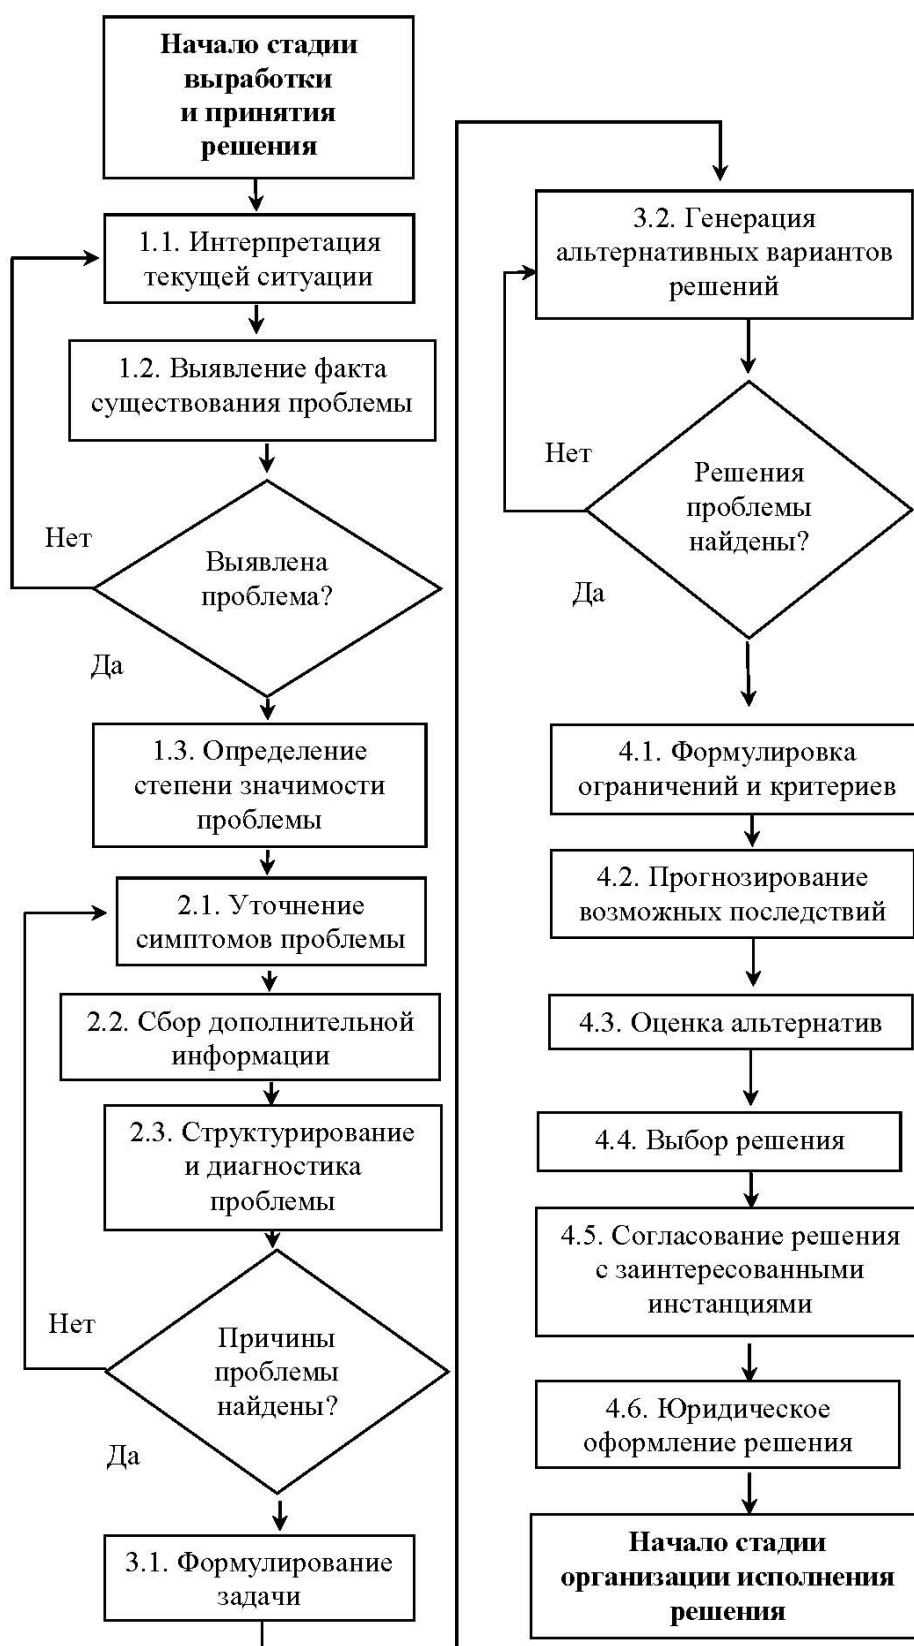 Начало стадии
выработки
и принятия
решения
1.1. Интерпретация
текущей ситуации
1.2. Выявление факта
существования проблемы
Нет
Выявлена
проблема?
Да
1.3. Определение
степени значимости
проблемы
2.1. Уточнение
симптомов проблемы
2.2. Сбор дополнительной
информации
2.3. Структурирование
и диагностика
проблемы
Нет
Причины
проблемы
найдены?
Да
3.1. Формулирование
задачи
3.2. Генерация
альтернативных вариантов
решений
Нет
Решения
проблемы
найдены?
Да
4.1. Формулировка
ограничений и критериев
4.2. Прогнозирование
возможных последствий
4.3. Оценка альтернатив
4.4. Выбор решения
4.5. Согласование решения
с заинтересованными
инстанциями
4.6. Юридическое
оформление решения
Начало стадии
организации исполнения
решения